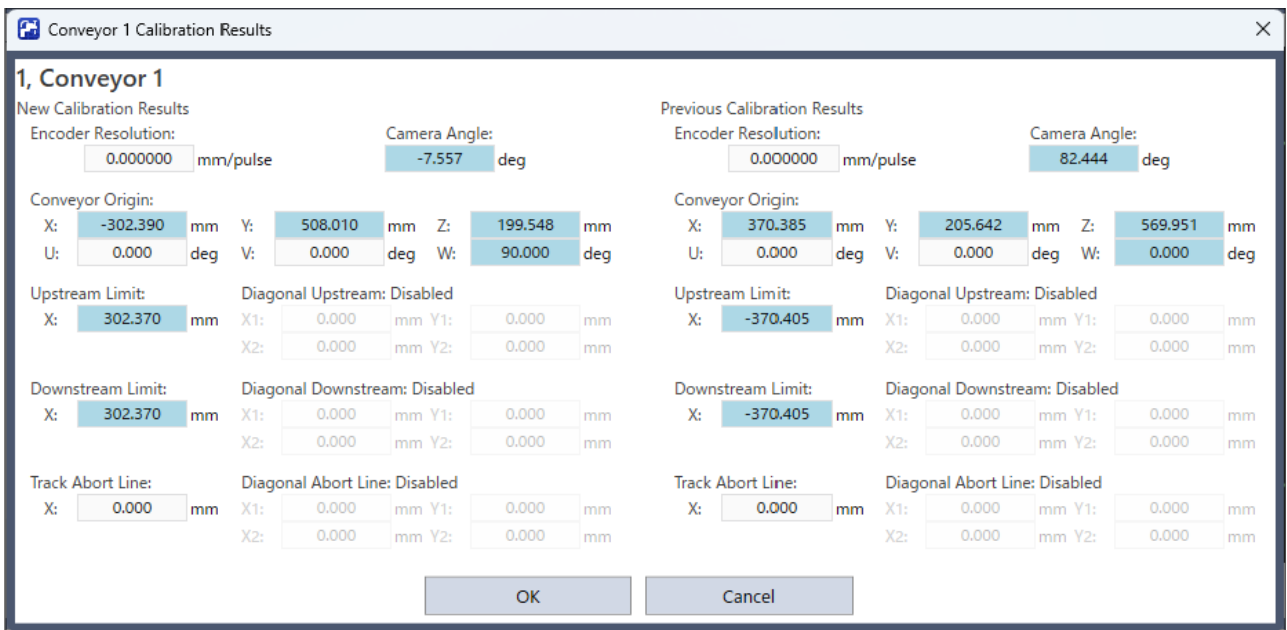 Conveyor 1 Calibration Results
1, Conveyor 1
New Calibration Results Previous Calibration Results
Encoder Resolution: Camera Angle: Encoder Resolution: Camera Angle:
0.000000 mm/pulse -7.557 deg 0.000000 mm/pulse 82.444 deg
Conveyor Origin: Conveyor Origin:
X: -302.390 mm Y: 508.010 mm Z: 199.548 mm X: 370.385 mm Y: 205.642 mm Z: 569.951 mm
U: 0.000 deg V: 0.000 deg W: 90.000 deg U: 0.000 deg V: 0.000 deg W: 0.000 deg
Upstream Limit: Diagonal Upstream: Disabled Upstream Limit: Diagonal Upstream: Disabled
X: 302.370 mm X1: 0.000 mm Y1: 0.000 mm X: -370.405 mm X1: 0.000 mm Y1: 0.000 mm
X2: 0.000 mm Y2: 0.000 mm X2: 0.000 mm Y2: 0.000 mm
Downstream Limit: Diagonal Downstream: Disabled Downstream Limit: Diagonal Downstream: Disabled
X: 302.370 mm X1: 0.000 mm Y1: 0.000 mm X: -370.405 mm X1: 0.000 mm Y1: 0.000 mm
X2: 0.000 mm Y2: 0.000 mm X2: 0.000 mm Y2: 0.000 mm
Track Abort Line: Diagonal Abort Line: Disabled Track Abort Line: Diagonal Abort Line: Disabled
X: 0.000 mm X1: 0.000 mm Y1: 0.000 mm X: 0.000 mm X1: 0.000 mm Y1: 0.000 mm
X2: 0.000 mm Y2: 0.000 mm X2: 0.000 mm Y2: 0.000 mm
OK Cancel